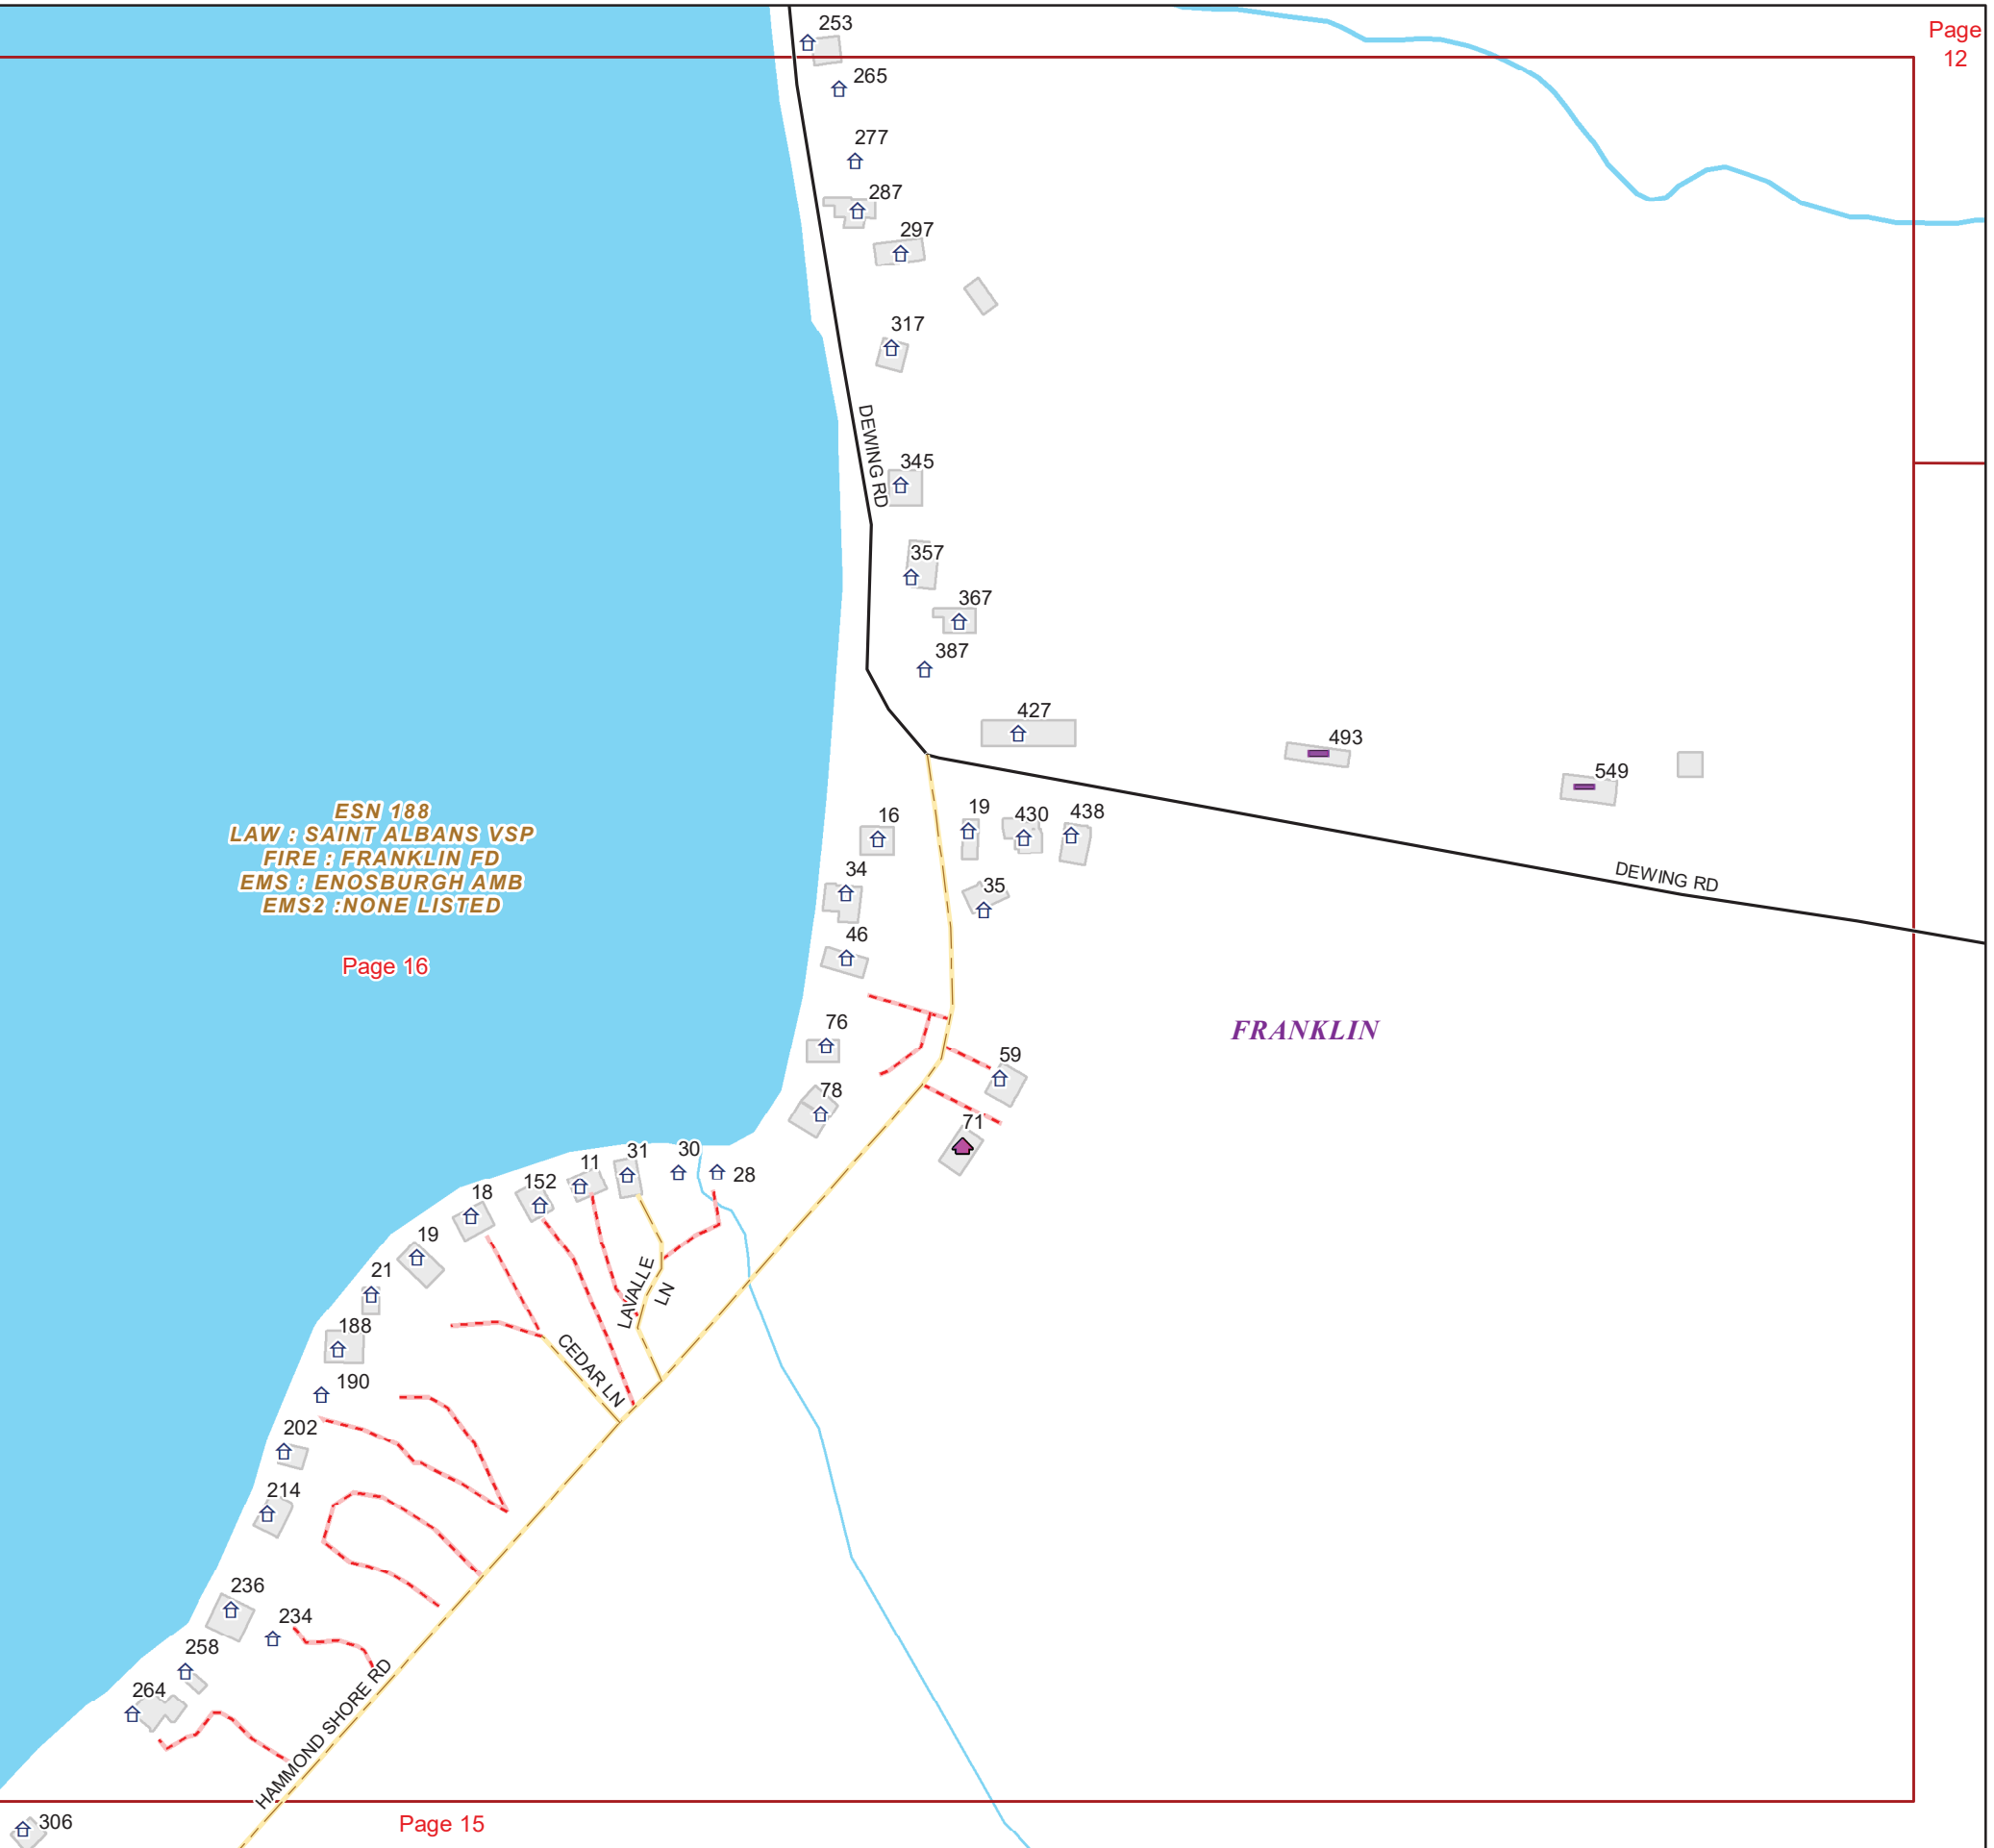 253
Page
12
265
277
287
297
317
DEWING RD
345
357
367
387
427
493
549
ESN 188
LAW : SAINT ALBANS VSP
FIRE : FRANKLIN FD
EMS : ENOSBURGH AMB
EMS2 :NONE LISTED
Page 16
16
19
430
438
34
35
DEWING RD
46
76
FRANKLIN
59
78
71
31
30
28
11
152
18
19
21
188
LAVALLE
LN
CEDAR LN
190
202
214
236
234
258
264
HAMMOND SHORE RD
306
Page 15